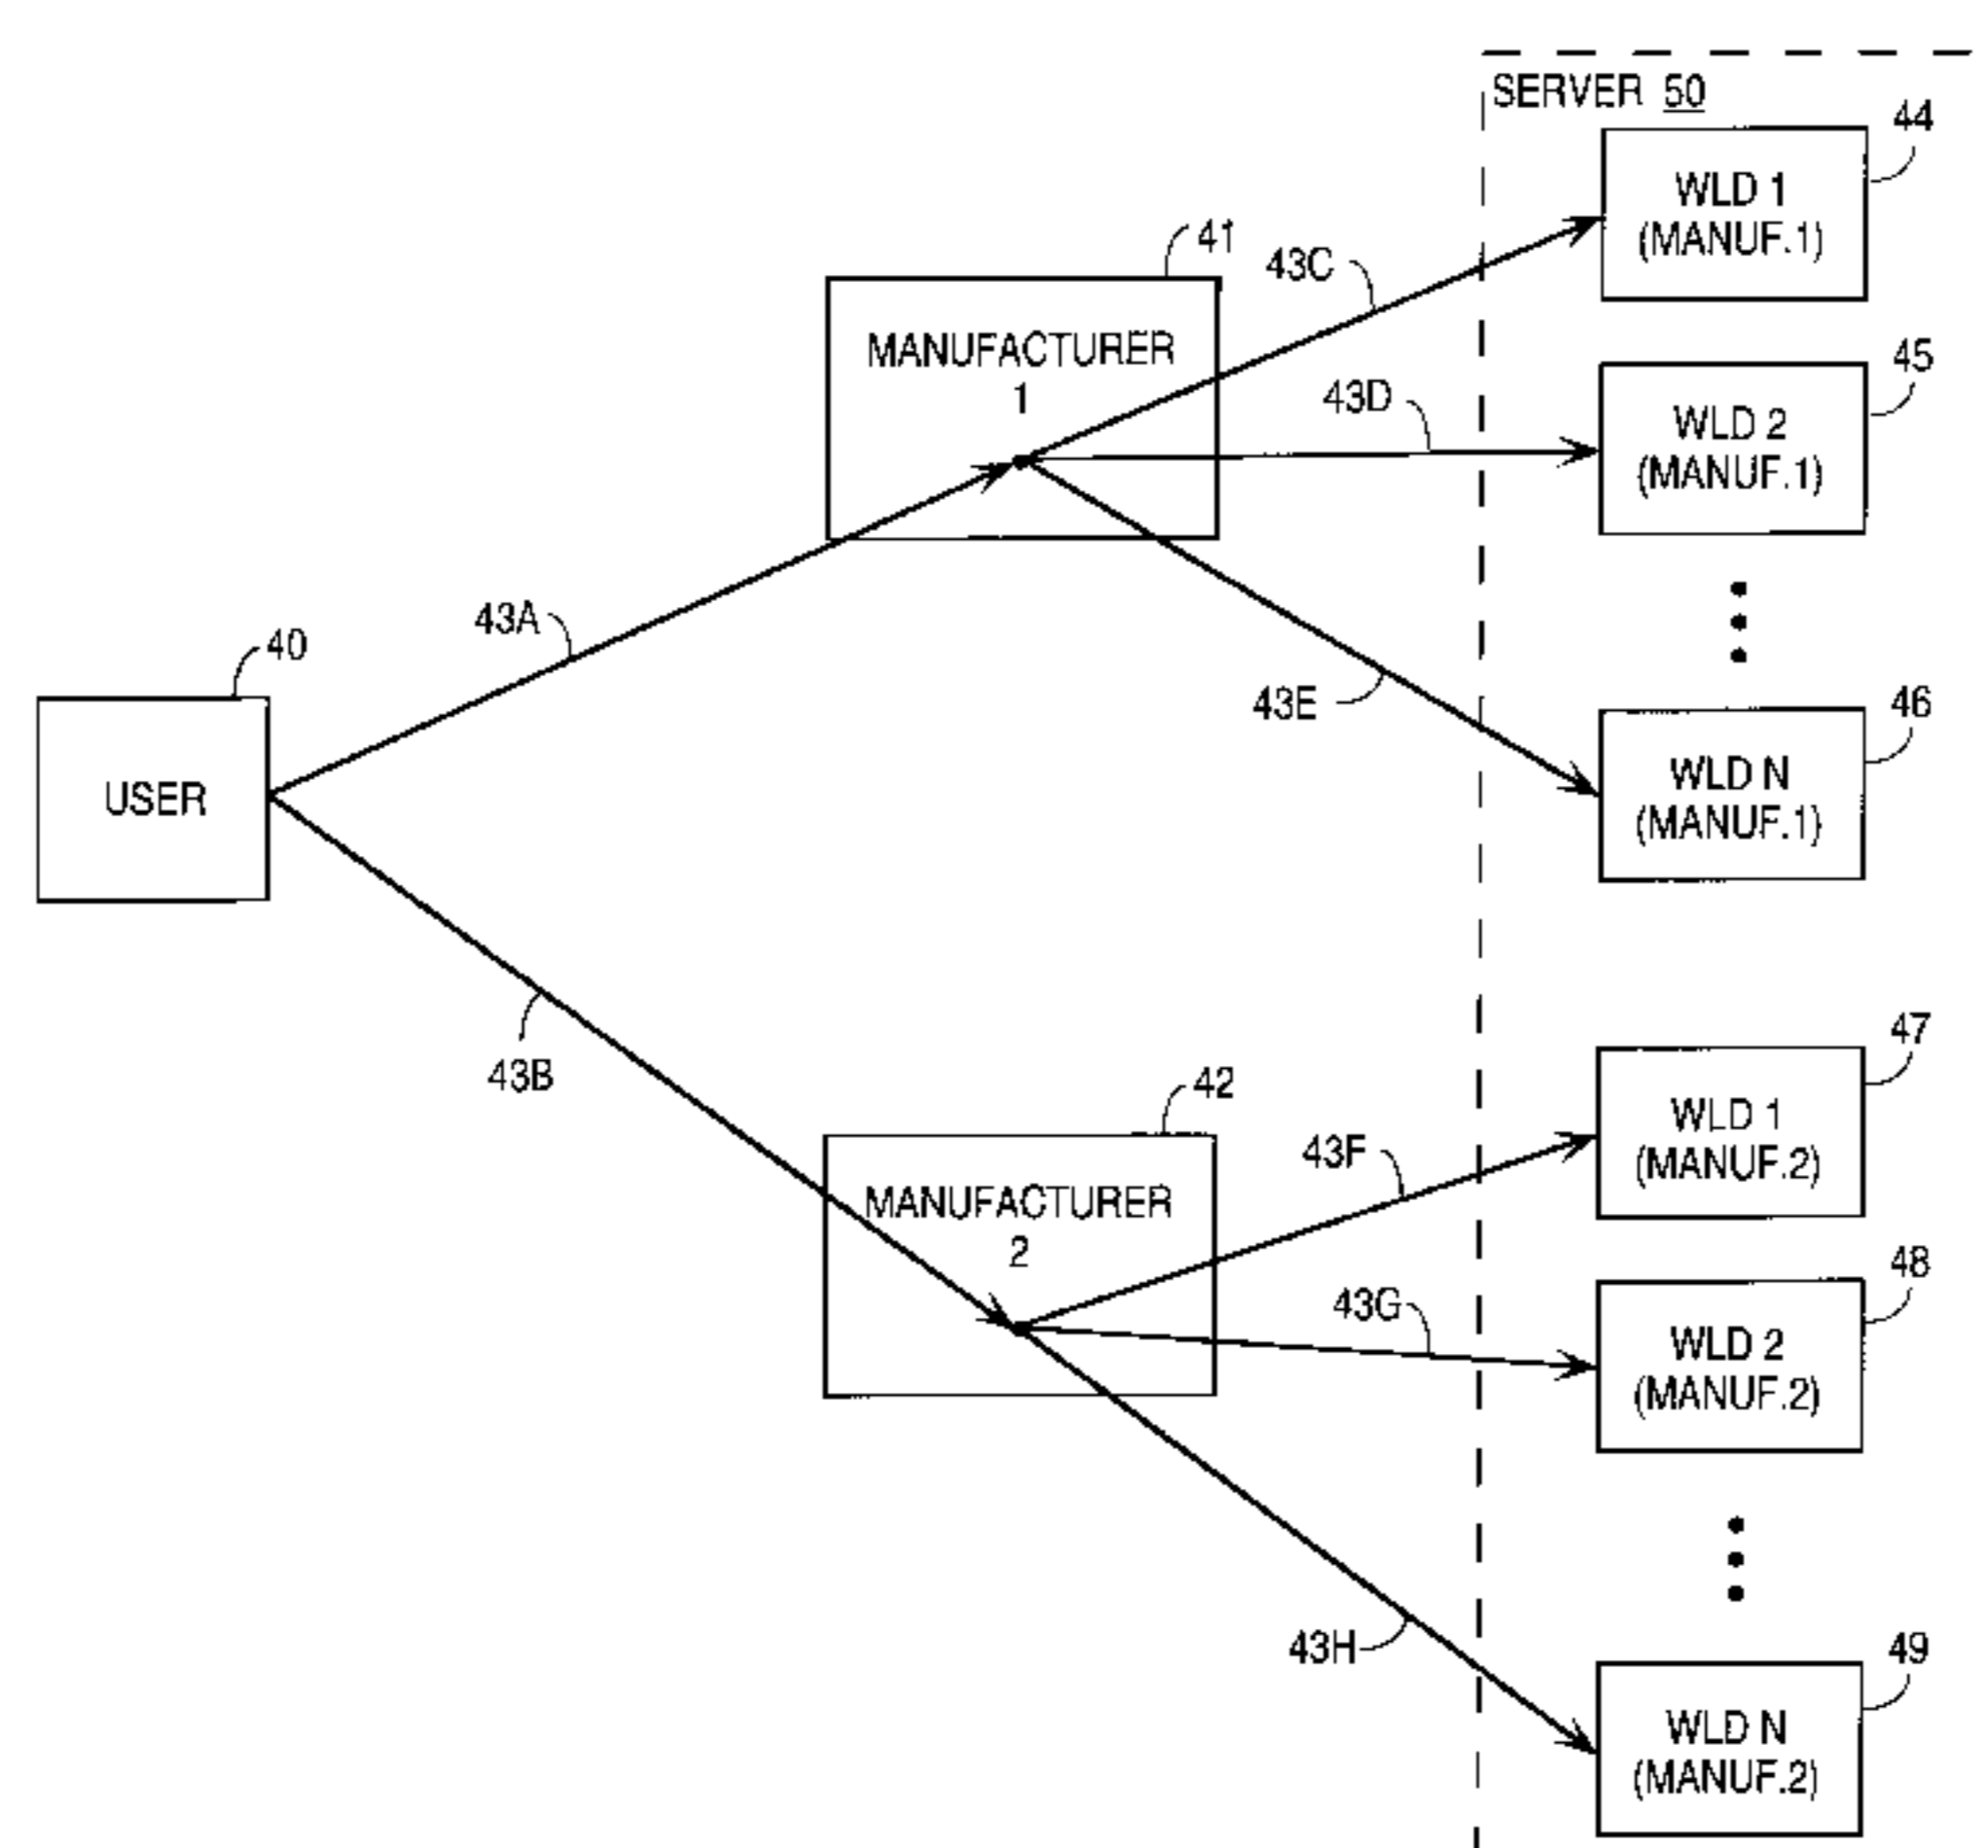 SERVER 50
44
WLD 1
(MANUF.1)
41
43C
MANUFACTURER
1
43D
45
WLD 2
(MANUF.1)
43A
40
43E
46
USER
WLD N
(MANUF.1)
43B
42
47
MANUFACTURER
2
43F
WLD 1
(MANUF.2)
43G
48
WLD 2
(MANUF.2)
43H
49
WLD N
(MANUF.2)